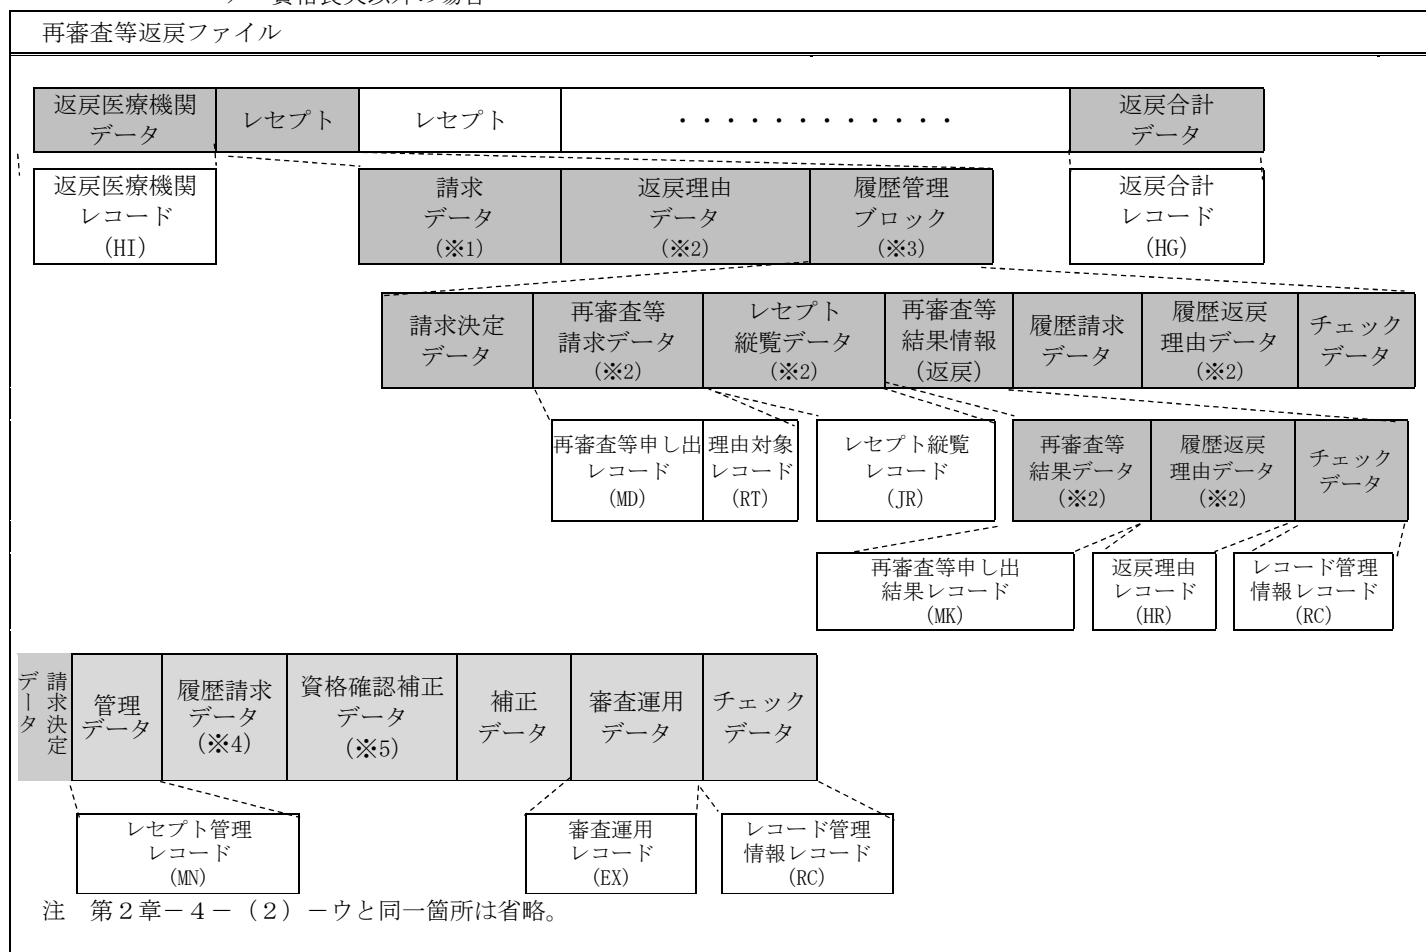 再審査等返戻ファイル
返戻医療機関
データ
レセプト
レセプト
・・・・・・・・・・・・
返戻合計
データ
返戻医療機関
レコード
(HI)
請求
データ
(※1)
返戻理由
データ
(※2)
履歴管理
ブロック
(※3)
返戻合計
レコード
(HG)
請求決定
データ
再審査等
請求データ
(※2)
レセプト
縦覧データ
(※2)
再審査等
結果情報
(返戻)
履歴請求
データ
履歴返戻
理由データ
(※2)
チェック
データ
再審査等申し出
レコード
(MD)
理由対象
レコード
(RT)
レセプト縦覧
レコード
(JR)
再審査等
結果データ
(※2)
履歴返戻
理由データ
(※2)
チェック
データ
再審査等申し出
結果レコード
(MK)
返戻理由
レコード
(HR)
レコード管理
情報レコード
(RC)
請求決定
データ
管理
データ
履歴請求
データ
(※4)
資格確認補正
データ
(※5)
補正
データ
審査運用
データ
チェック
データ
レセプト管理
レコード
(MN)
審査運用
レコード
(EX)
レコード管理
情報レコード
(RC)
注　第２章－４－（２）－ウと同一箇所は省略。